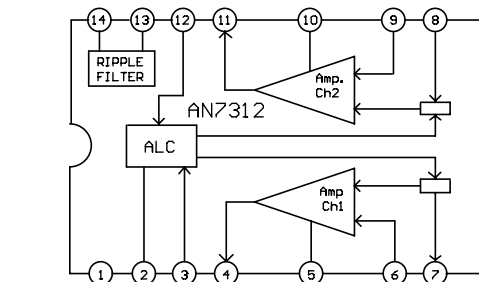 14 13 12 11 10 9 8
RIPPLE
FILTER
Amp.
Ch2
AN7312
ALC
Amp
Ch1
1 2 3 4 5 6 7